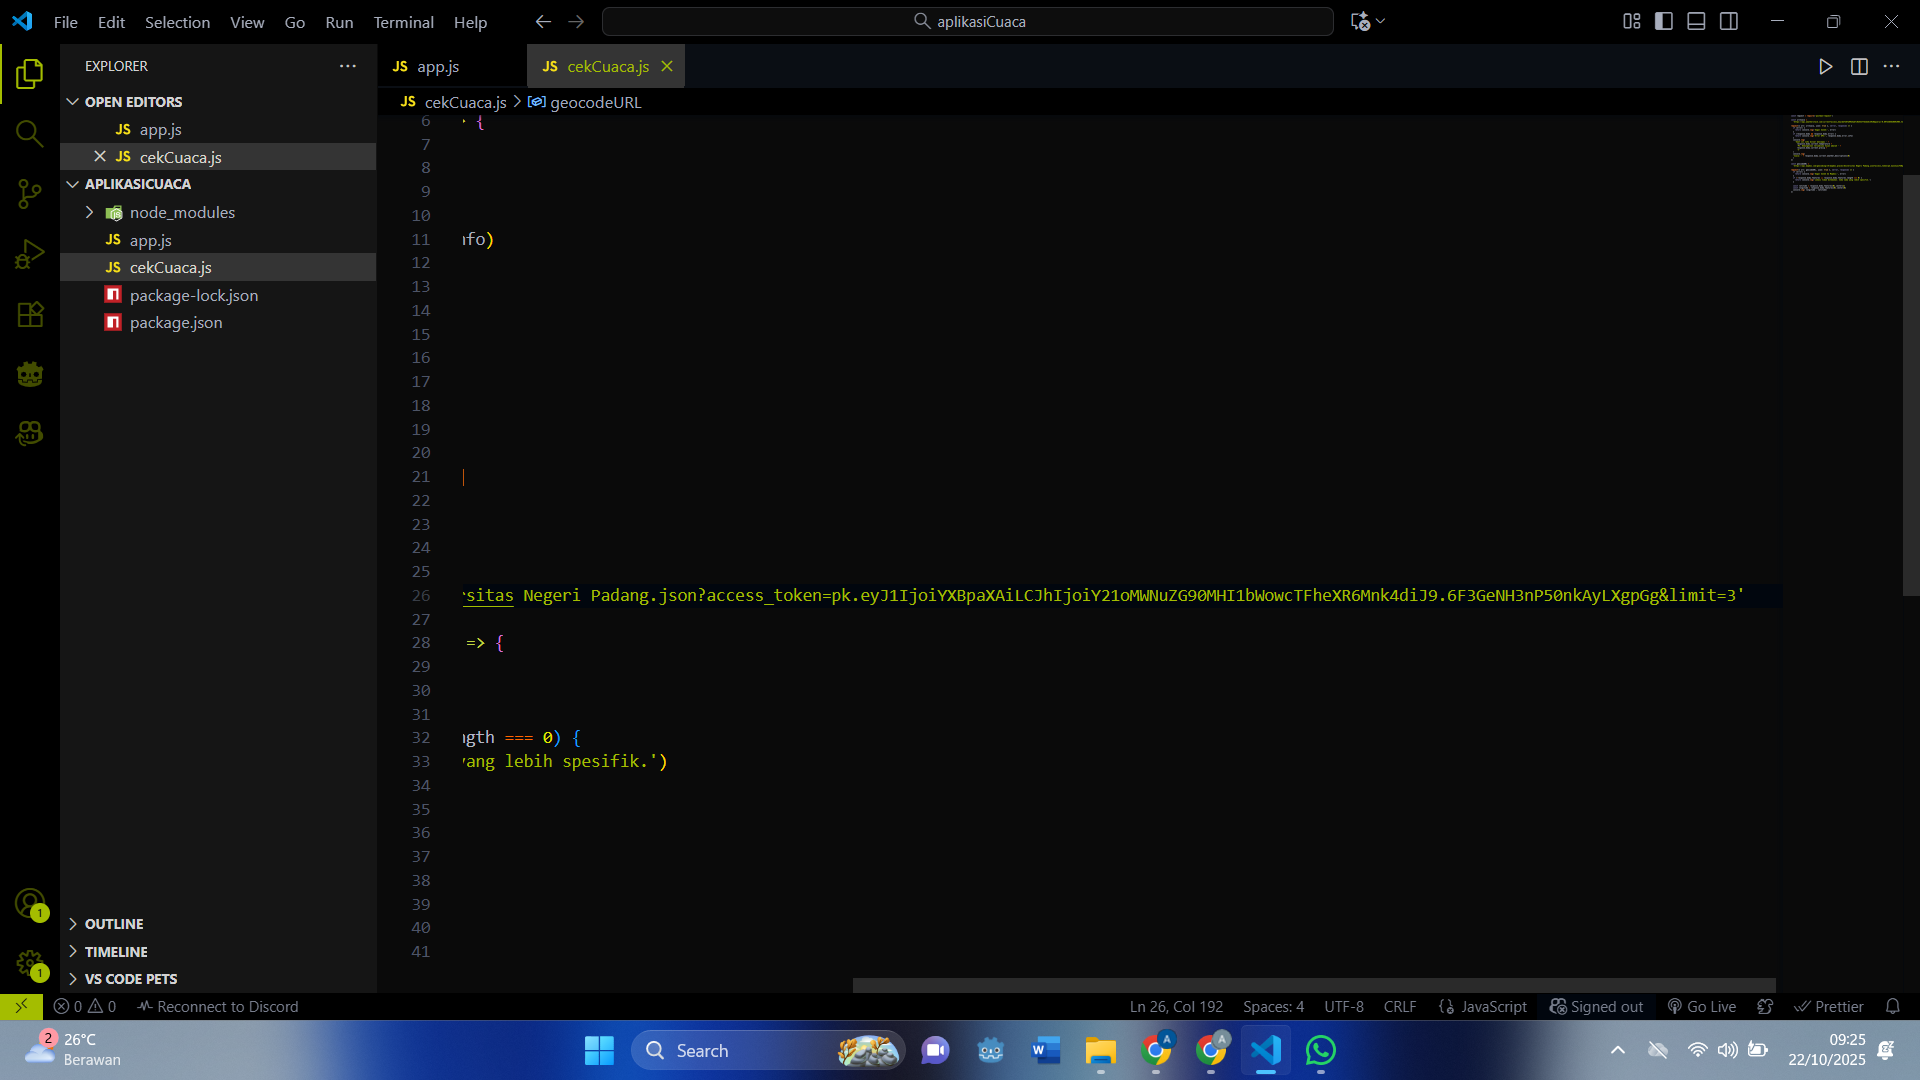 File Edit Selection View Go Run Terminal Help
aplikasiCuaca
EXPLORER
OPEN EDITORS
JS app.js
JS cekCuaca.js
APLIKASICUACA
node_modules
JS app.js
JS cekCuaca.js
package-lock.json
package.json
OUTLINE
TIMELINE
VS CODE PETS
JS app.js
JS cekCuaca.js
JS cekCuaca.js > geocodeURL
6 {
7
8
9
10
11 nfo)
12
13
14
15
16
17
18
19
20
21
22
23
24
25
26 sitas Negeri Padang.json?access_token=pk.eyJ1IjoiYXBpaXAiLCJhIjoiY21oMWNuZG90MHI1bWowcTFheXR6Mnk4diJ9.6F3GeNH3nP50nkAyLXgpGg&limit=3'
27
28 => {
29
30
31
32 ngth === 0) {
33 yang lebih spesifik.')
34
35
36
37
38
39
40
41
1
1
0 0 Reconnect to Discord
Ln 26, Col 192 Spaces: 4 UTF-8 CRLF JavaScript Signed out Go Live Prettier
2
26°C
Berawan
Search
A
A
09:25
22/10/2025